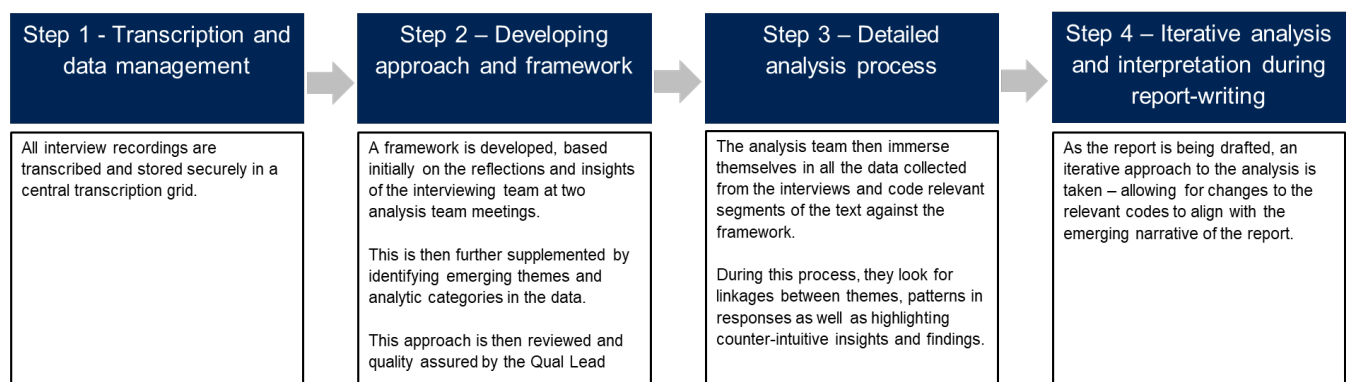 Step 1 - Transcription and
data management
All interview recordings are
transcribed and stored securely in a
central transcription grid.
Step 2 – Developing
approach and framework
A framework is developed, based
initially on the reflections and insights
of the interviewing team at two
analysis team meetings.
This is then further supplemented by
identifying emerging themes and
analytic categories in the data.
This approach is then reviewed and
quality assured by the Qual Lead
Step 3 – Detailed
analysis process
The analysis team then immerse
themselves in all the data collected
from the interviews and code relevant
segments of the text against the
framework.
During this process, they look for
linkages between themes, patterns in
responses as well as highlighting
counter-intuitive insights and findings.
Step 4 – Iterative analysis
and interpretation during
report-writing
As the report is being drafted, an
iterative approach to the analysis is
taken – allowing for changes to the
relevant codes to align with the
emerging narrative of the report.